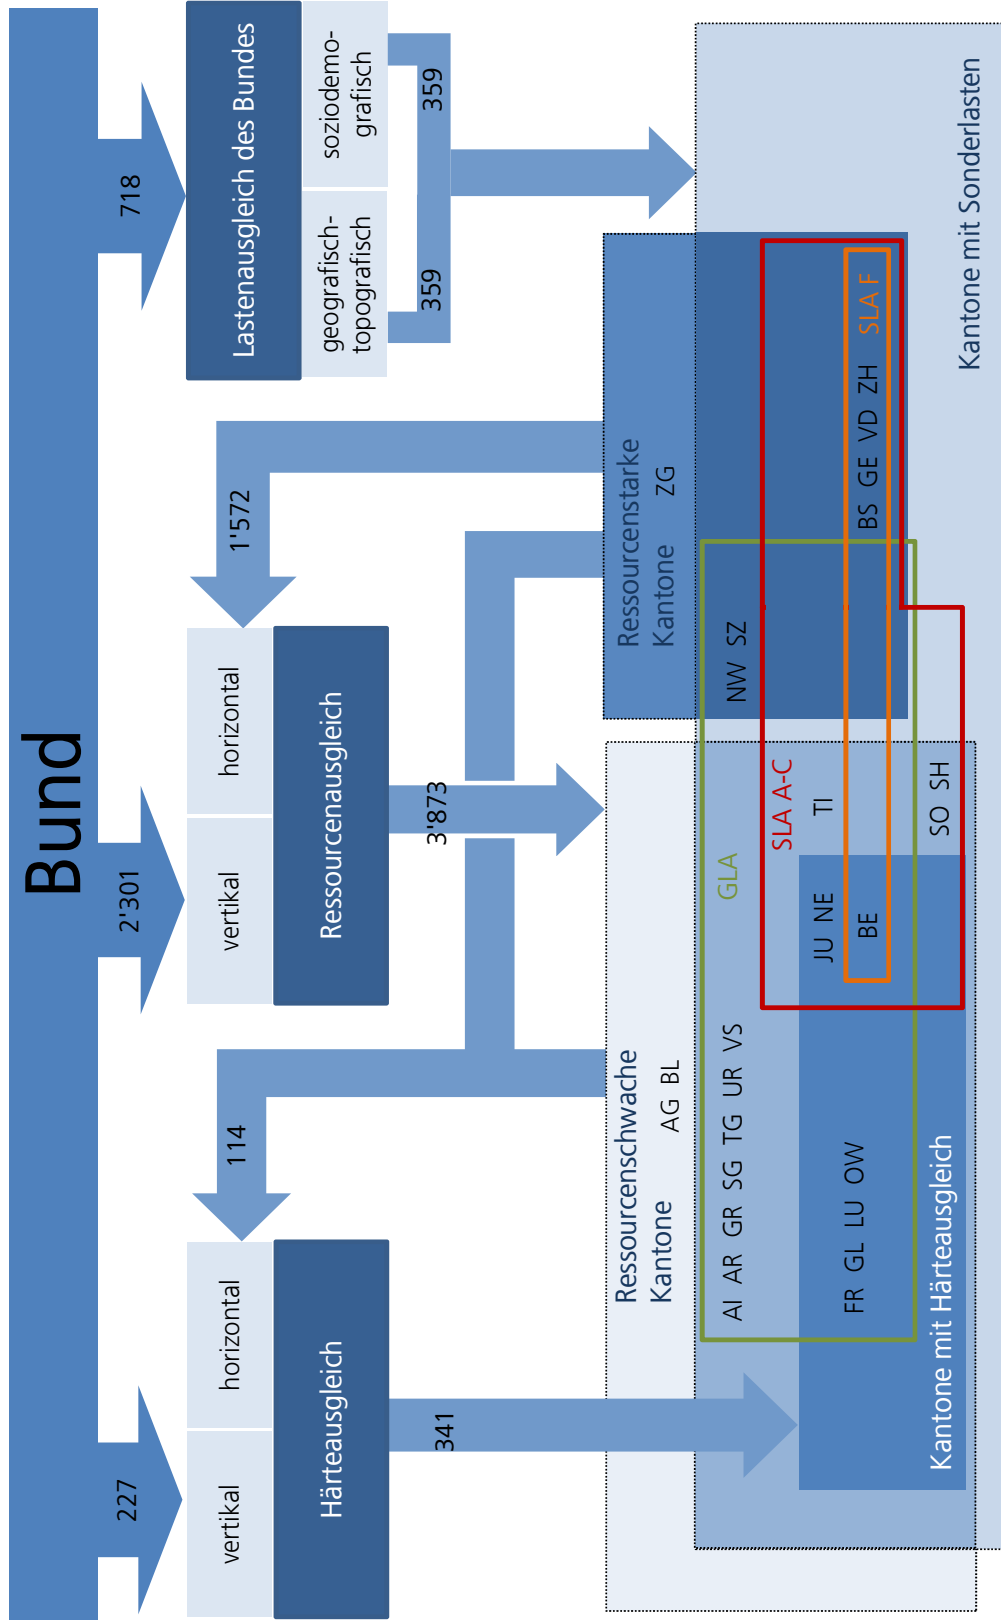 Bund
227
2'301
718
vertikal
horizontal
Härteausgleich
114
341
vertikal
horizontal
Ressourcenausgleich
1'572
3'873
Lastenausgleich des Bundes
geografisch-
topografisch
soziodemo-
grafisch
359
359
Ressourcenschwache
Kantone
AG BL
Ressourcenstarke
Kantone
ZG
AI AR GR SG TG UR VS
GLA
NW SZ
SLA A-C
JU NE
TI
FR GL LU OW
BE
BS GE VD ZH
SLA F
Kantone mit Härteausgleich
SO SH
Kantone mit Sonderlasten